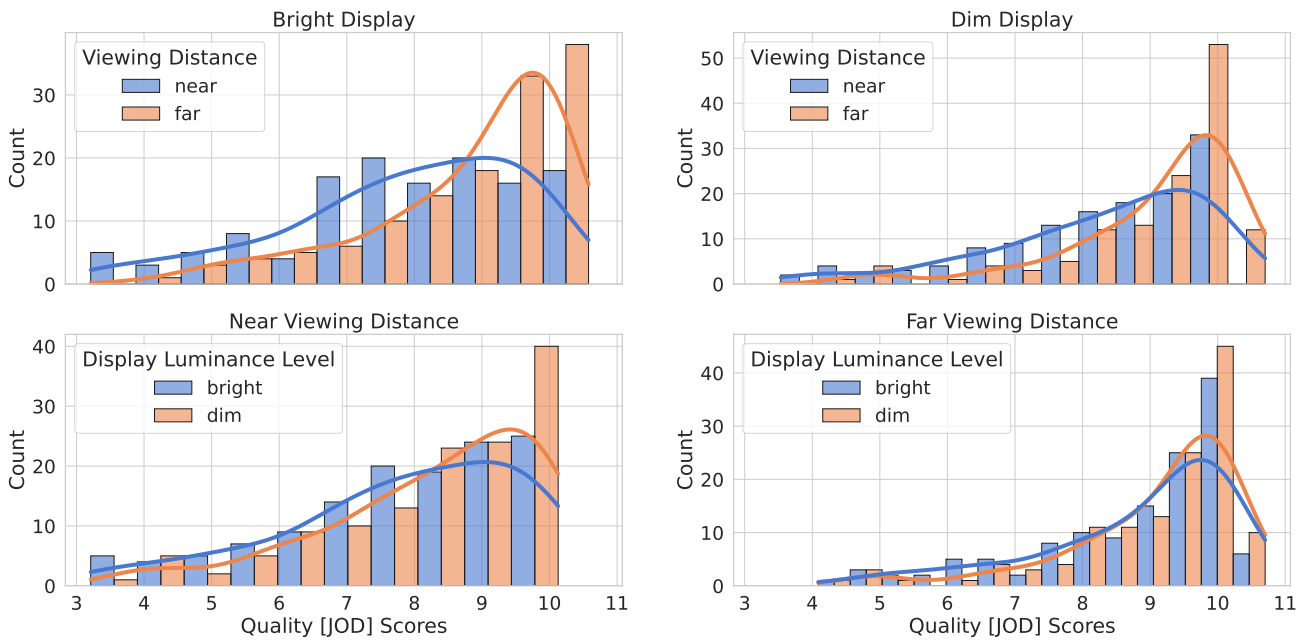 Bright Display
Viewing Distance
near
far
Count
30
20
10
0
Dim Display
Viewing Distance
near
far
Count
50
40
30
20
10
0
Near Viewing Distance
Display Luminance Level
bright
dim
Count
40
30
20
10
0
3 4 5 6 7 8 9 10 11
Quality [JOD] Scores
Far Viewing Distance
Display Luminance Level
bright
dim
Count
40
30
20
10
0
3 4 5 6 7 8 9 10 11
Quality [JOD] Scores